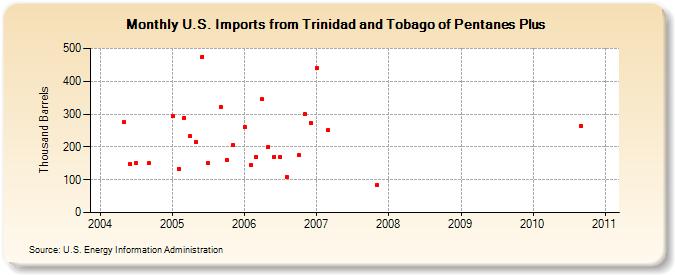 Monthly U.S. Imports from Trinidad and Tobago of Pentanes Plus
Thousand Barrels
500
400
300
200
100
0
2004 2005 2006 2007 2008 2009 2010 2011
Source: U.S. Energy Information Administration